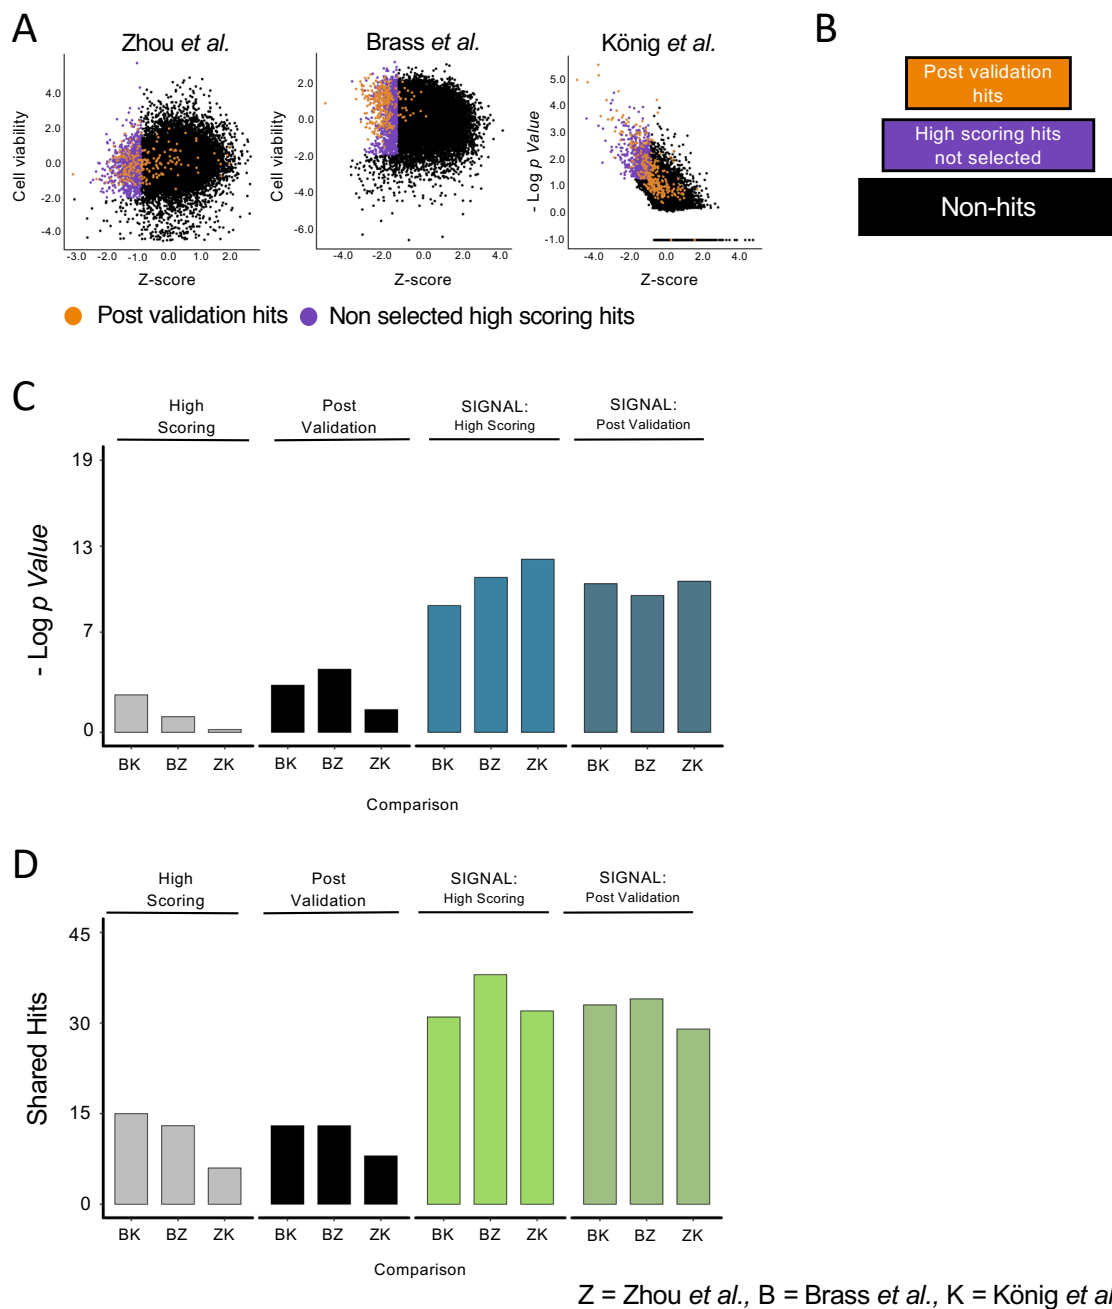 A
B
Zhou et al.
Brass et al.
König et al.
Cell viability
4.0
2.0
0.0
-2.0
-4.0
-3.0 -2.0 -1.0 0.0 1.0 2.0
Z-score
Cell viability
2.0
0.0
-2.0
-4.0
-6.0
-4.0 -2.0 0.0 2.0 4.0
Z-score
- Log p Value
5.0
4.0
3.0
2.0
1.0
0.0
-1.0
-4.0 -2.0 0.0 2.0 4.0
Z-score
Post validation
hits
High scoring hits
not selected
Non-hits
Post validation hits
Non selected high scoring hits
C
High
Scoring
Post
Validation
SIGNAL:
High Scoring
SIGNAL:
Post Validation
- Log p Value
19
13
7
0
BK BZ ZK BK BZ ZK BK BZ ZK BK BZ ZK
Comparison
D
High
Scoring
Post
Validation
SIGNAL:
High Scoring
SIGNAL:
Post Validation
Shared Hits
45
30
15
0
BK BZ ZK BK BZ ZK BK BZ ZK BK BZ ZK
Comparison
Z = Zhou et al., B = Brass et al., K = König et al